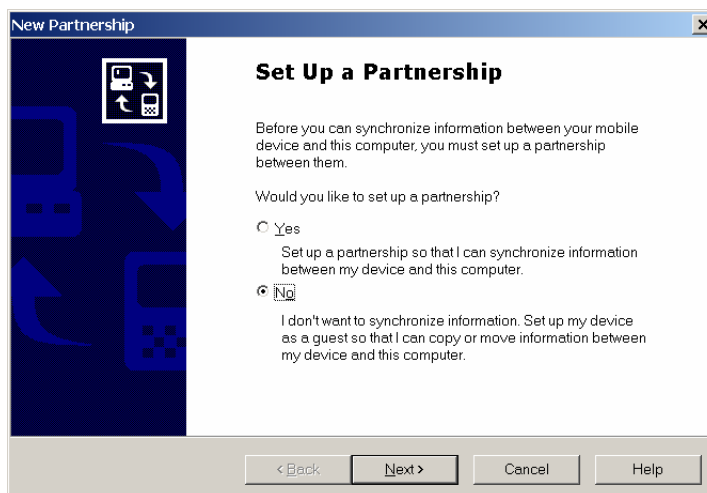 New Partnership
Set Up a Partnership
Before you can synchronize information between your mobile
device and this computer, you must set up a partnership
between them.
Would you like to set up a partnership?
Yes
Set up a partnership so that I can synchronize information
between my device and this computer.
No
I don't want to synchronize information. Set up my device
as a guest so that I can copy or move information between
my device and this computer.
< Back
Next >
Cancel
Help